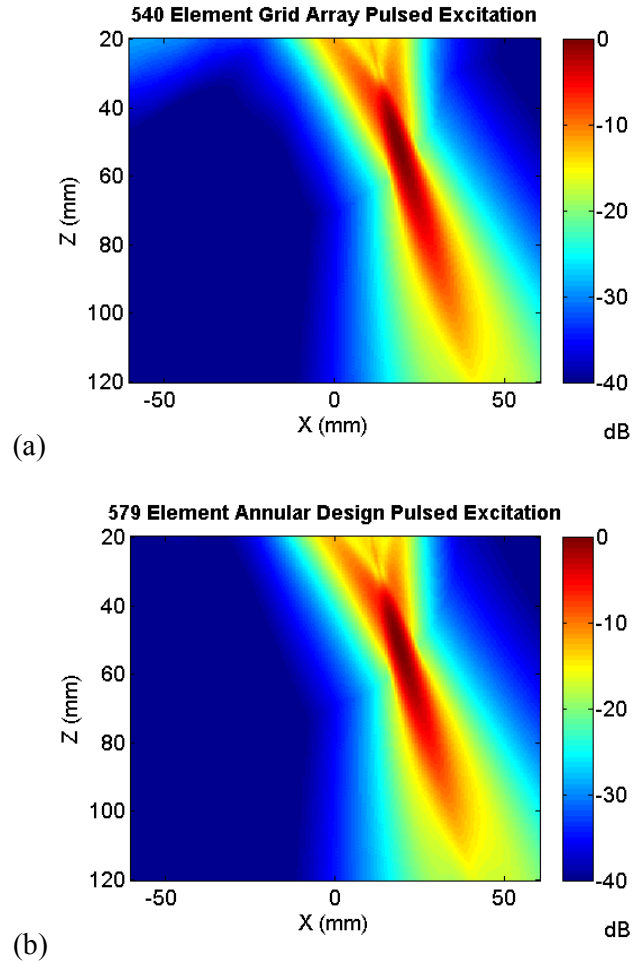 540 Element Grid Array Pulsed Excitation
20
40
60
80
100
120
Z (mm)
-50
0
50
X (mm)
0
-10
-20
-30
-40
dB
(a)
579 Element Annular Design Pulsed Excitation
20
40
60
80
100
120
Z (mm)
-50
0
50
X (mm)
0
-10
-20
-30
-40
dB
(b)